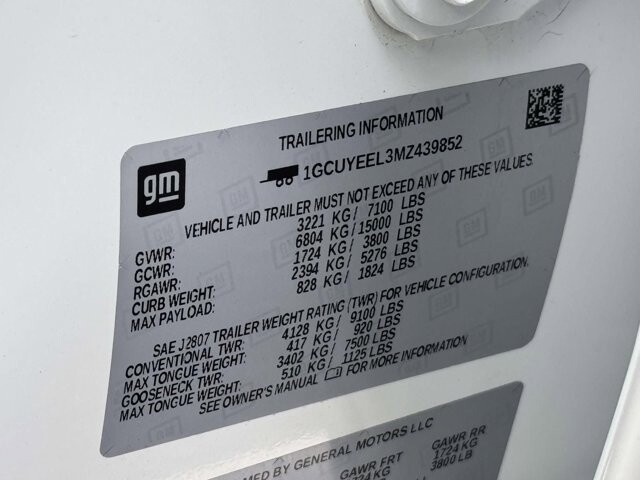 TRAILERING INFORMATION
gm
1GCUYEEL3MZ439852
VEHICLE AND TRAILER MUST NOT EXCEED ANY OF THESE VALUES.
GVWR: 3221 KG/ 7100 LBS
GCWR: 6804 KG/15000 LBS
RGAWR: 1724 KG/ 3800 LBS
CURB WEIGHT: 2394 KG/ 5276 LBS
MAX PAYLOAD: 828 KG/ 1824 LBS
SAE J2807 TRAILER WEIGHT RATING (TWR) FOR VEHICLE CONFIGURATION.
CONVENTIONAL TWR: 4128 KG/ 9100 LBS
MAX TONGUE WEIGHT: 417 KG/ 920 LBS
GOOSENECK TWR: 3402 KG/ 7500 LBS
MAX TONGUE WEIGHT: 510 KG/ 1125 LBS
SEE OWNER'S MANUAL FOR MORE INFORMATION
MED BY GENERAL MOTORS LLC
GAWR FRT GAWR RR
724 KG 1724 KG
3800 LB